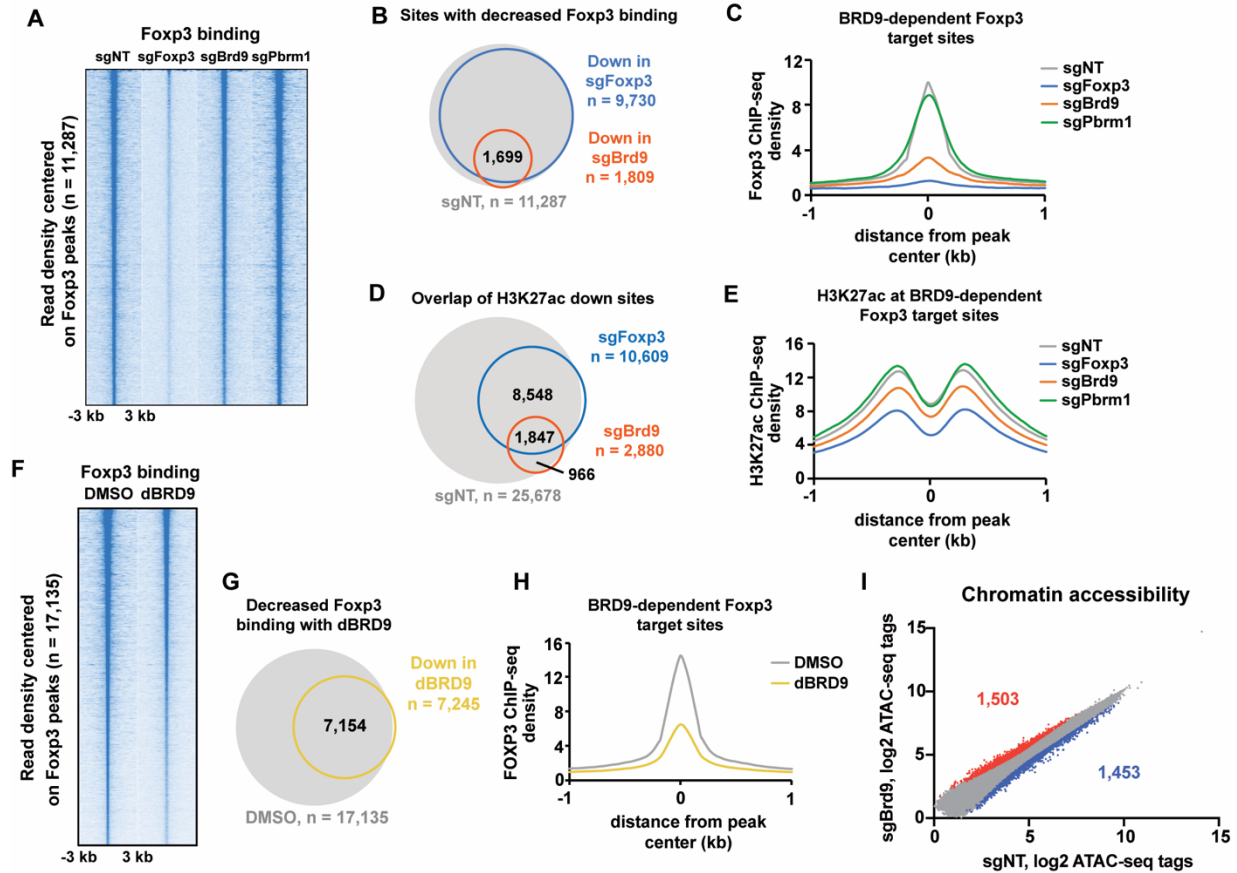 A
Foxp3 binding
sgNT sgFoxp3 sgBrd9 sgPbrm1
Read density centered
on Foxp3 peaks (n = 11,287)
-3 kb 3 kb
B
Sites with decreased Foxp3 binding
Down in
sgFoxp3
n = 9,730
1,699
Down in
sgBrd9
n = 1,809
sgNT, n = 11,287
C
BRD9-dependent Foxp3
target sites
Foxp3 ChIP-seq
density
12
8
4
0
-1 0 1
distance from peak
center (kb)
sgNT
sgFoxp3
sgBrd9
sgPbrm1
D
Overlap of H3K27ac down sites
sgFoxp3
n = 10,609
8,548
1,847
sgBrd9
n = 2,880
966
sgNT, n = 25,678
E
H3K27ac at BRD9-dependent
Foxp3 target sites
H3K27ac ChIP-seq
density
16
12
8
4
0
-1 0 1
distance from peak
center (kb)
sgNT
sgFoxp3
sgBrd9
sgPbrm1
F
Foxp3 binding
DMSO dBRD9
Read density centered
on Foxp3 peaks (n = 17,135)
-3 kb 3 kb
G
Decreased Foxp3
binding with dBRD9
Down in
dBRD9
n = 7,245
7,154
DMSO, n = 17,135
H
BRD9-dependent Foxp3
target sites
FOXP3 ChIP-seq
density
16
12
8
4
0
-1 0 1
distance from peak
center (kb)
DMSO
dBRD9
I
Chromatin accessibility
sgBrd9, log2 ATAC-seq tags
15
10
5
0
1,503
1,453
0 5 10 15
sgNT, log2 ATAC-seq tags